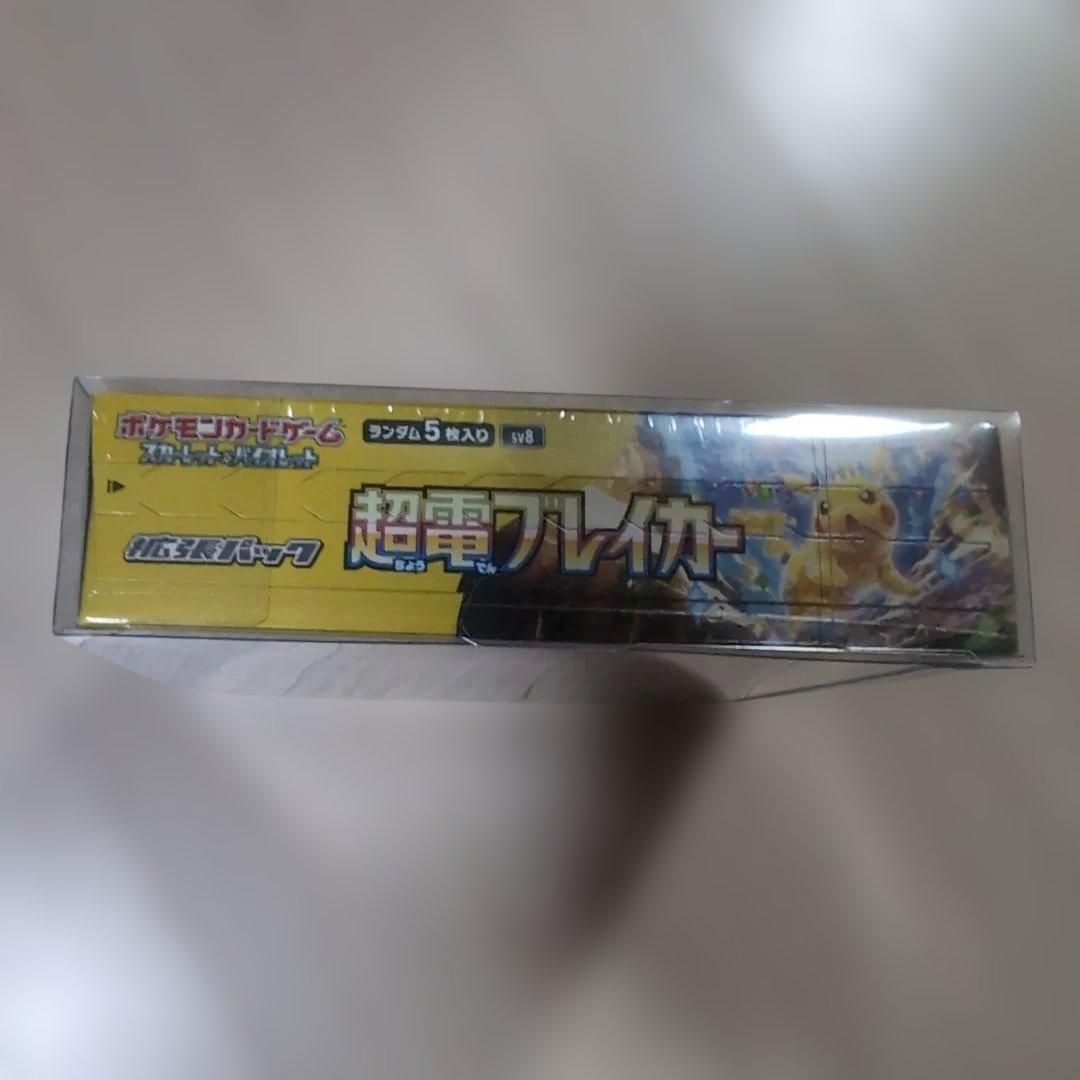 ポケモンカードゲーム
スカーレット&バイオレット
ランダム5枚入り
SV8
拡張パック
超電ブレイカー
ちょう でん